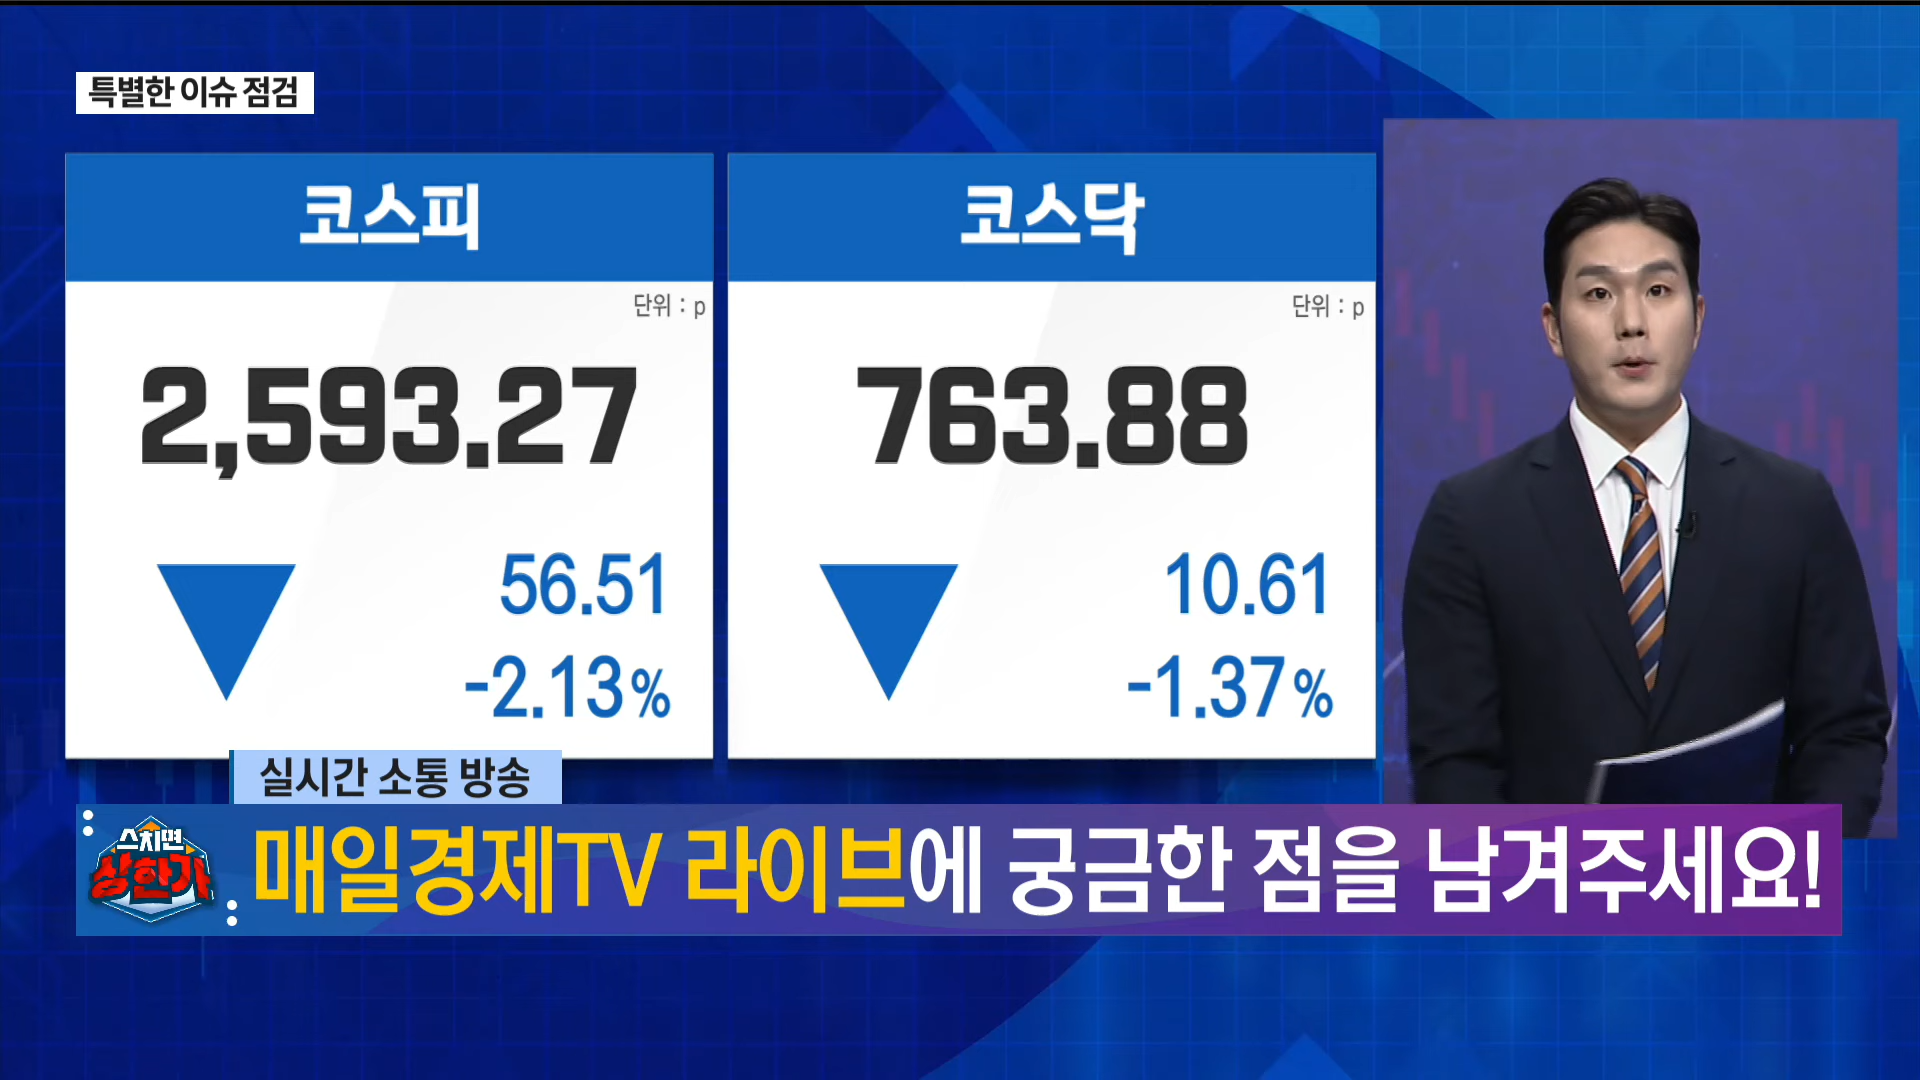 특별한 이슈 점검
코스피
단위 : p
2,593.27
56.51
-2.13%
코스닥
단위 : p
763.88
10.61
-1.37%
실시간 소통 방송
스치면
상한가
매일경제TV 라이브에 궁금한 점을 남겨주세요!